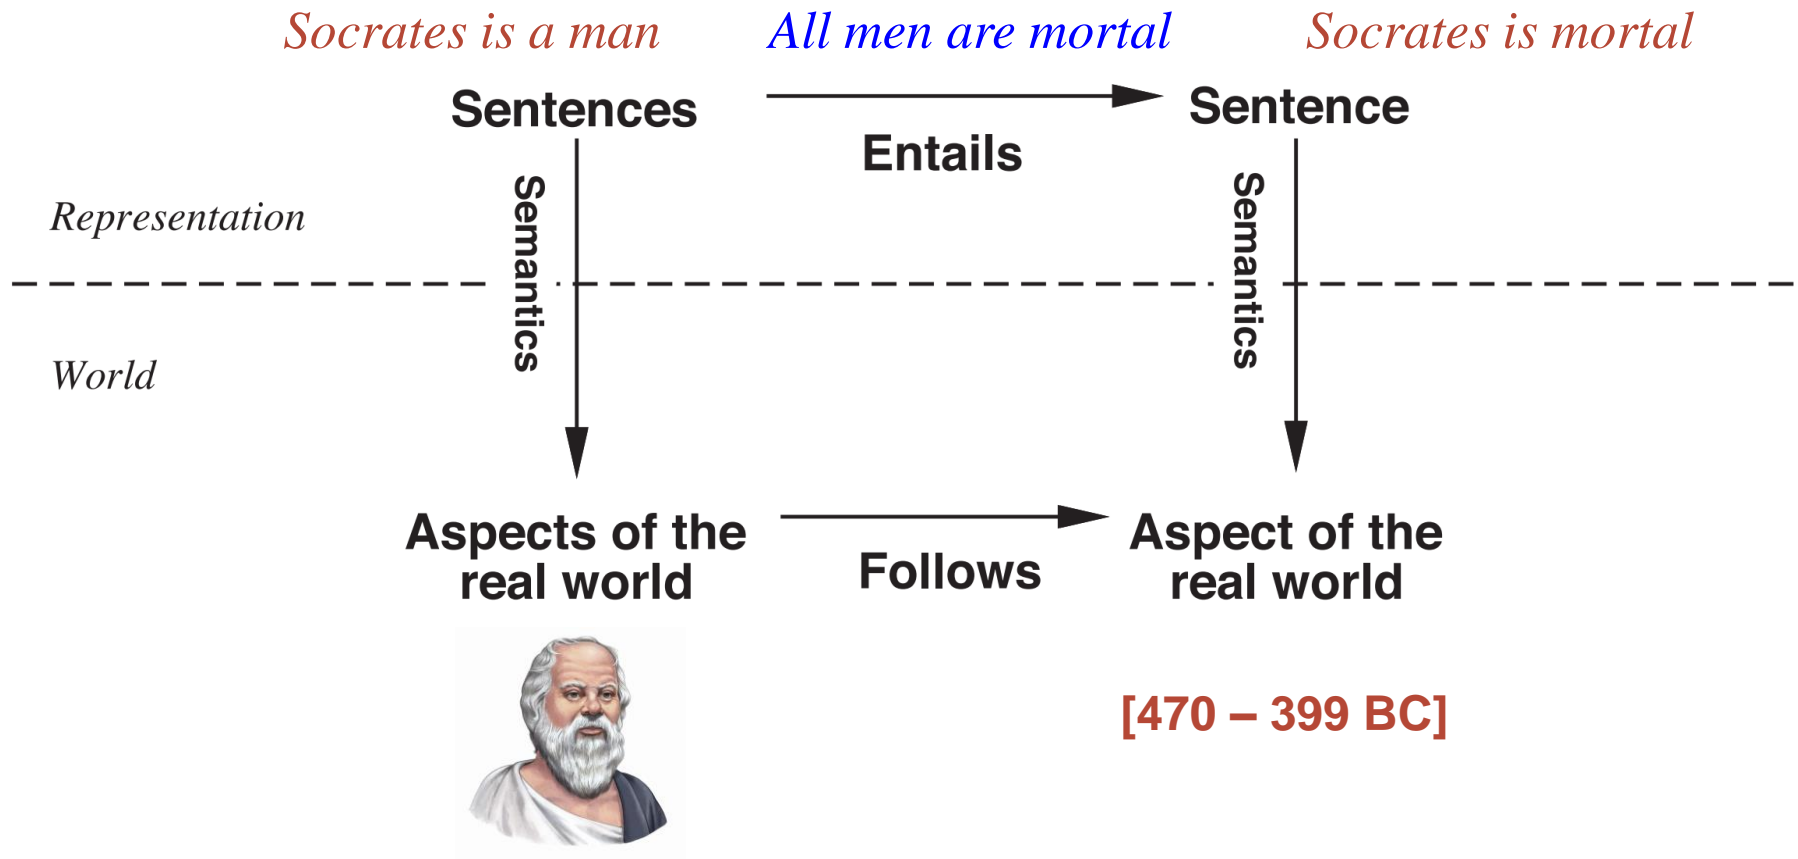 Socrates is a man
All men are mortal
Socrates is mortal
Sentences
Sentence
Entails
Semantics
Semantics
Representation
World
Aspects of the
real world
Follows
Aspect of the
real world
[470 – 399 BC]